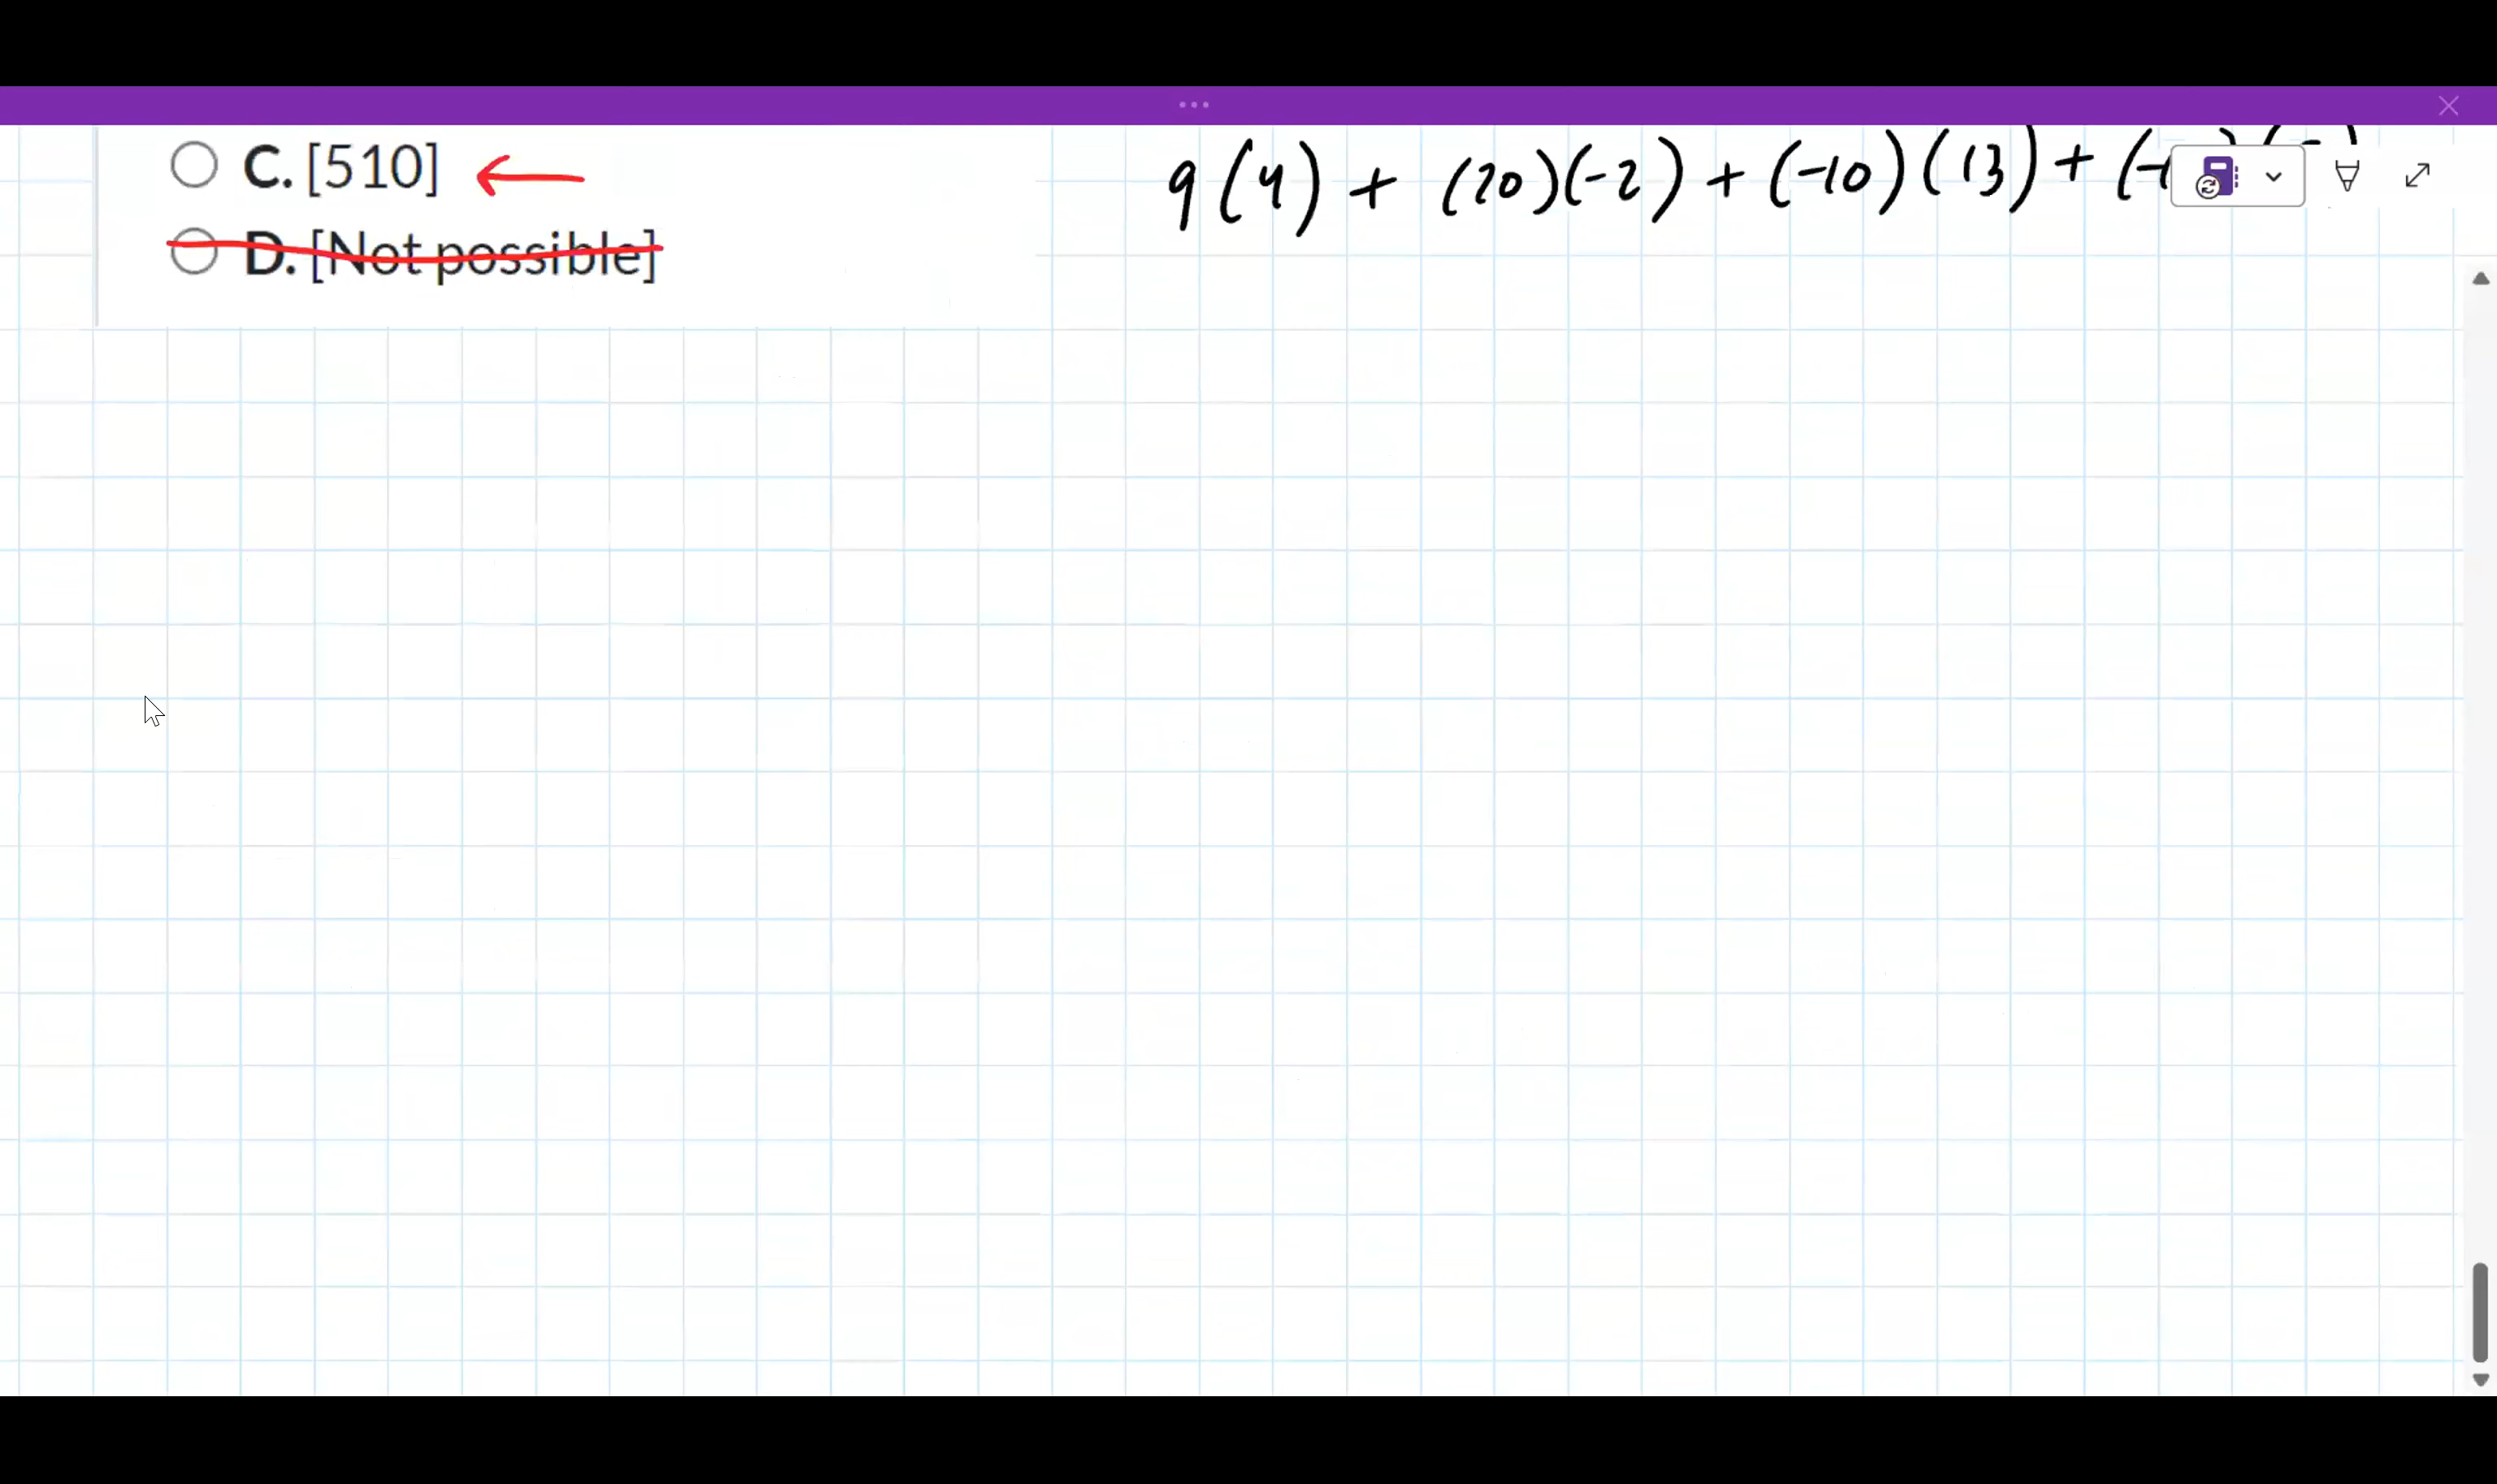 C. [510] ←
D. [Not possible]
9(4) + (20)(-2) + (-10)(13) + (-